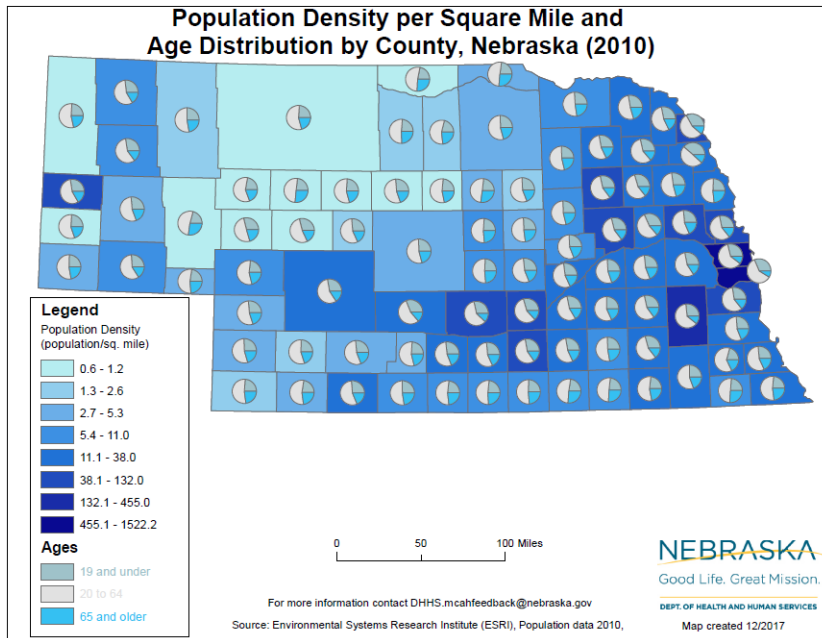 Population Density per Square Mile and
Age Distribution by County, Nebraska (2010)
Legend
Population Density
(population/sq. mile)
0.6 - 1.2
1.3 - 2.6
2.7 - 5.3
5.4 - 11.0
11.1 - 38.0
38.1 - 132.0
132.1 - 455.0
455.1 - 1522.2
Ages
19 and under
20 to 64
65 and older
0 50 100 Miles
For more information contact DHHS.mcahfeedback@nebraska.gov
Source: Environmental Systems Research Institute (ESRI), Population data 2010,
NEBRASKA
Good Life. Great Mission.
DEPT. OF HEALTH AND HUMAN SERVICES
Map created 12/2017